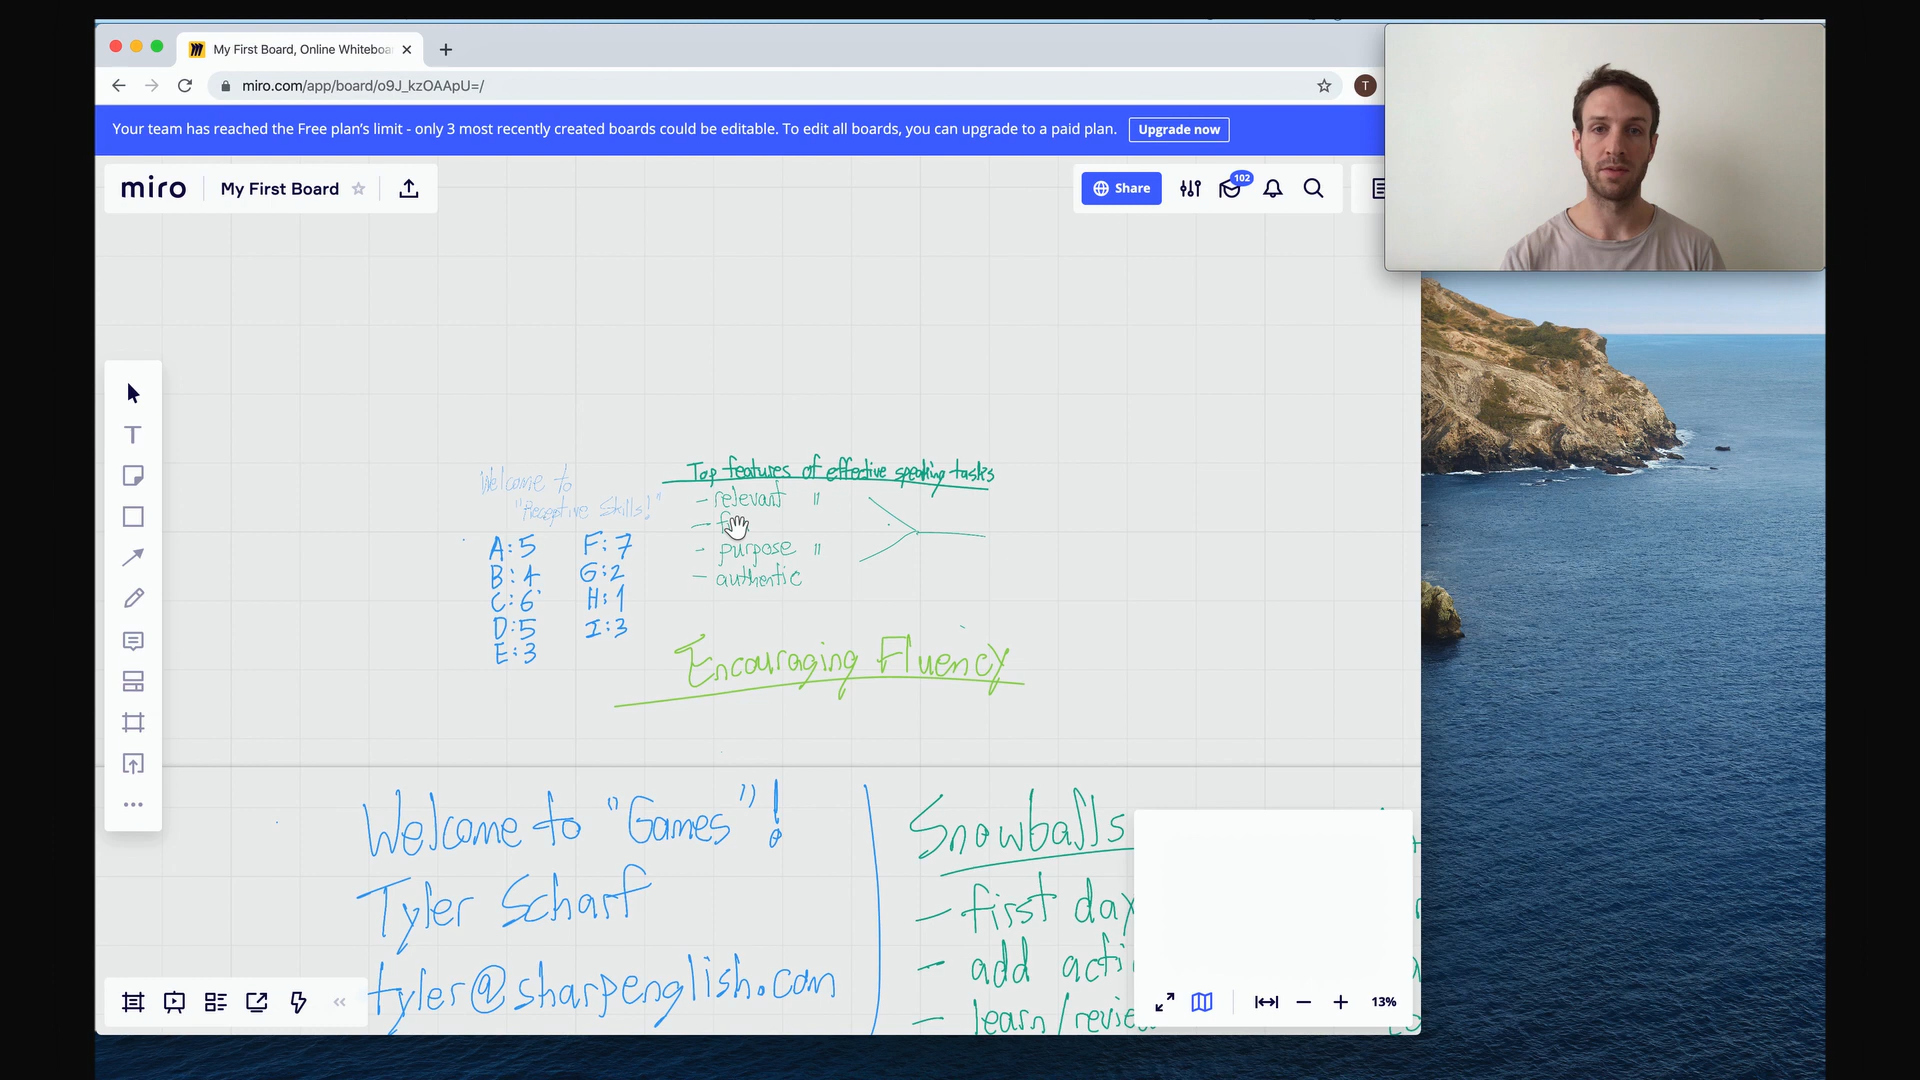 My First Board, Online Whiteboa
miro.com/app/board/o9J_kzOAApU=/
T
Your team has reached the Free plan's limit - only 3 most recently created boards could be editable. To edit all boards, you can upgrade to a paid plan. Upgrade now
miro My First Board
Share 102
T
Welcome to
"Receptive Skills!"
A:5 F:7
B:4 G:2
C:6 H:1
D:5 I:3
E:3
Top features of effective speaking tasks
- relevant "
- purpose "
- authentic
Encouraging Fluency
Welcome to "Games"!
Tyler Scharf
tyler@sharpenglish.com
Snowballs
- first day
- add acti
- learn/revie
13%